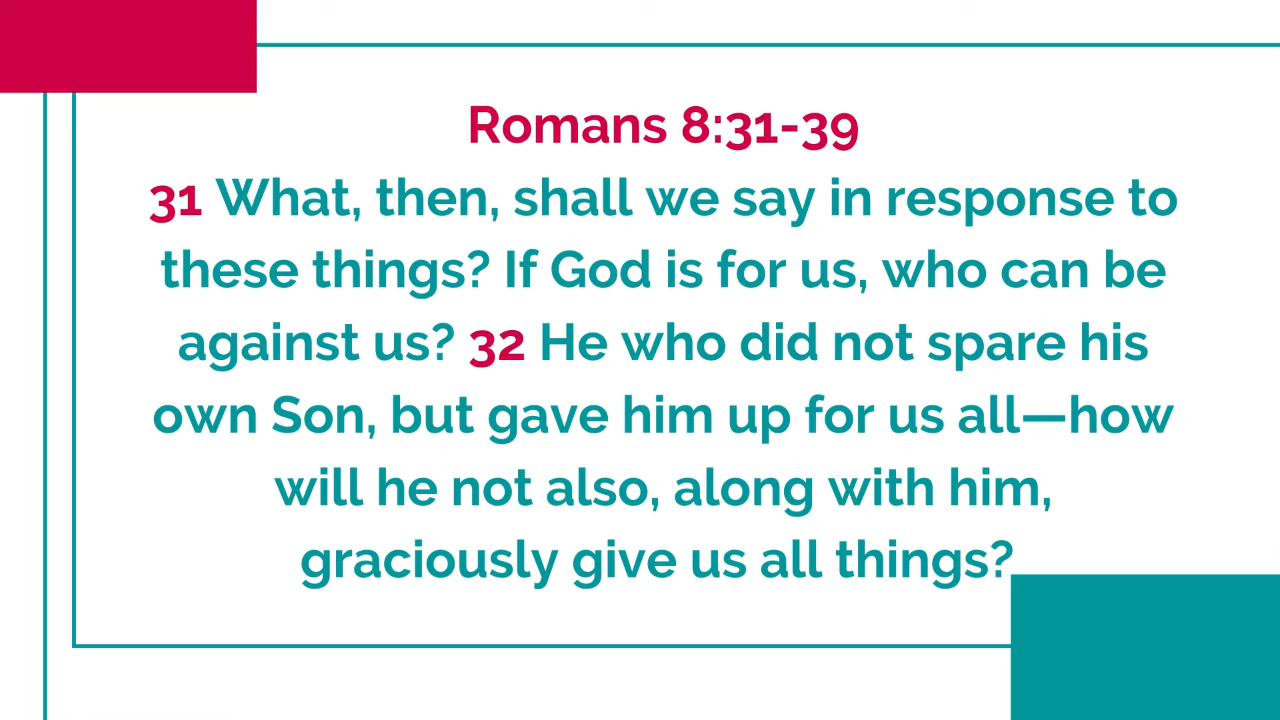 Romans 8:31-39
31 What, then, shall we say in response to
these things? If God is for us, who can be
against us? 32 He who did not spare his
own Son, but gave him up for us all—how
will he not also, along with him,
graciously give us all things?